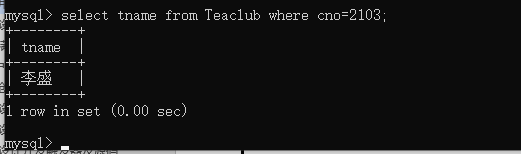 mysql> select tname from Teaclub where cno=2103;
+--------+
| tname  |
+--------+
| 李盛   |
+--------+
1 row in set (0.00 sec)
mysql>